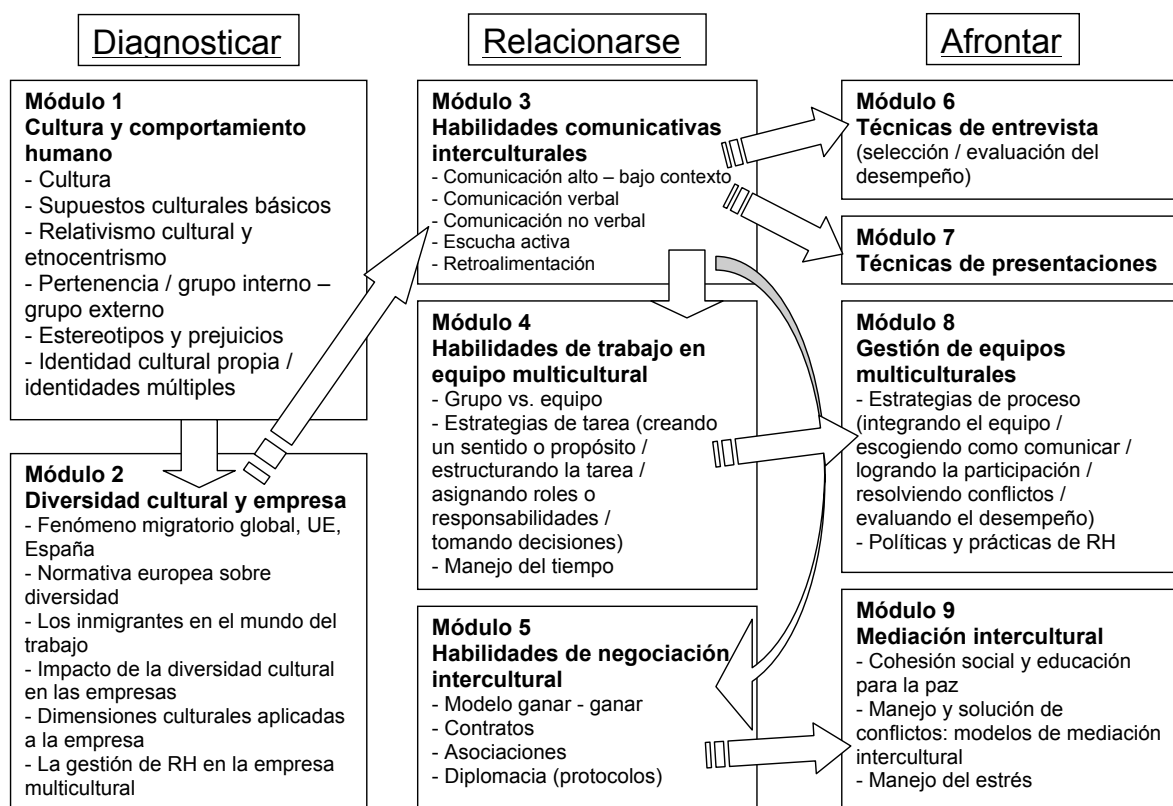 Diagnosticar
Módulo 1
Cultura y comportamiento
humano
- Cultura
- Supuestos culturales básicos
- Relativismo cultural y
etnocentrismo
- Pertenencia / grupo interno –
grupo externo
- Estereotipos y prejuicios
- Identidad cultural propia /
identidades múltiples
Módulo 2
Diversidad cultural y empresa
- Fenómeno migratorio global, UE,
España
- Normativa europea sobre
diversidad
- Los inmigrantes en el mundo del
trabajo
- Impacto de la diversidad cultural
en las empresas
- Dimensiones culturales aplicadas
a la empresa
- La gestión de RH en la empresa
multicultural
Relacionarse
Módulo 3
Habilidades comunicativas
interculturales
- Comunicación alto – bajo contexto
- Comunicación verbal
- Comunicación no verbal
- Escucha activa
- Retroalimentación
Módulo 4
Habilidades de trabajo en
equipo multicultural
- Grupo vs. equipo
- Estrategias de tarea (creando
un sentido o propósito /
estructurando la tarea /
asignando roles o
responsabilidades /
tomando decisiones)
- Manejo del tiempo
Módulo 5
Habilidades de negociación
intercultural
- Modelo ganar - ganar
- Contratos
- Asociaciones
- Diplomacia (protocolos)
Afrontar
Módulo 6
Técnicas de entrevista
(selección / evaluación del
desempeño)
Módulo 7
Técnicas de presentaciones
Módulo 8
Gestión de equipos
multiculturales
- Estrategias de proceso
(integrando el equipo /
escogiendo como comunicar /
logrando la participación /
resolviendo conflictos /
evaluando el desempeño)
- Políticas y prácticas de RH
Módulo 9
Mediación intercultural
- Cohesión social y educación
para la paz
- Manejo y solución de
conflictos: modelos de mediación
intercultural
- Manejo del estrés